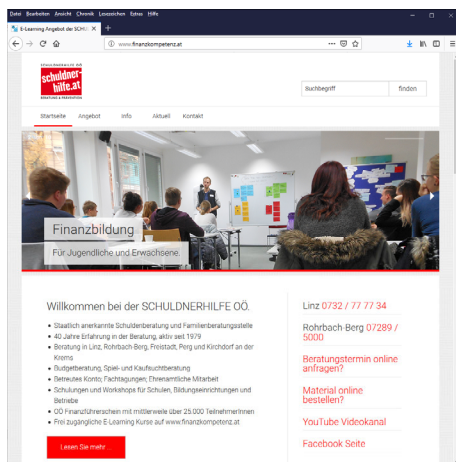 Datei Bearbeiten Ansicht Chronik Lesezeichen Extras Hilfe
E-Learning Angebot der SCHU
www.finanzkompetenz.at
SCHULDNERHILFE OÖ
schuldner-
hilfe.at
BERATUNG & PRÄVENTION
Suchbegriff
finden
Startseite Angebot Info Aktuell Kontakt
Finanzbildung
Für Jugendliche und Erwachsene.
Willkommen bei der SCHULDNERHILFE OÖ.
Staatlich anerkannte Schuldenberatung und Familienberatungsstelle
40 Jahre Erfahrung in der Beratung, aktiv seit 1979
Beratung in Linz, Rohrbach-Berg, Freistadt, Perg und Kirchdorf an der
Krems
Budgetberatung, Spiel- und Kaufsuchtberatung
Betreutes Konto; Fachtagungen; Ehrenamtliche Mitarbeit
Schulungen und Workshops für Schulen, Bildungseinrichtungen und
Betriebe
OÖ Finanzführerschein mit mittlerweile über 25.000 TeilnehmerInnen
Frei zugängliche E-Learning Kurse auf www.finanzkompetenz.at
Lesen Sie mehr ...
Linz 0732 / 77 77 34
Rohrbach-Berg 07289 /
5000
Beratungstermin online
anfragen?
Material online
bestellen?
YouTube Videokanal
Facebook Seite